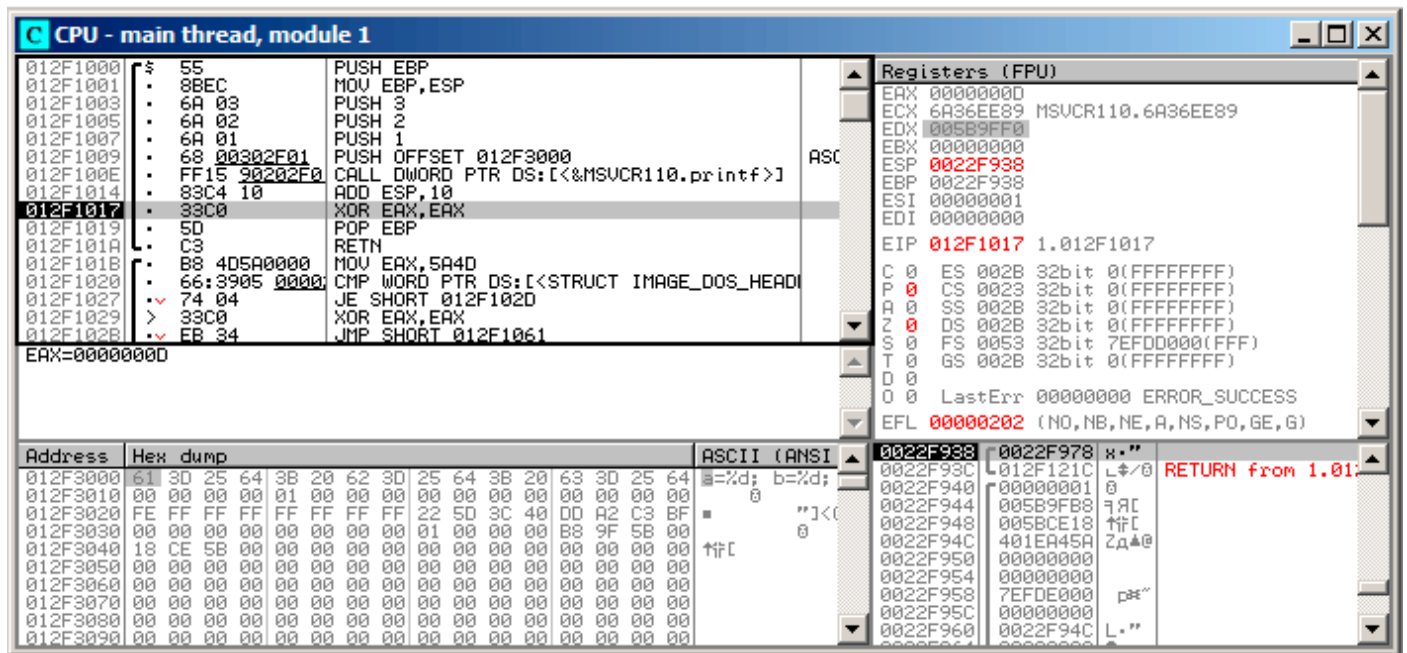 C CPU - main thread, module 1
012F1000 $ 55 PUSH EBP
012F1001 . 8BEC MOV EBP,ESP
012F1003 . 6A 03 PUSH 3
012F1005 . 6A 02 PUSH 2
012F1007 . 6A 01 PUSH 1
012F1009 . 68 00302F01 PUSH OFFSET 012F3000 ASC
012F100E . FF15 90202F0 CALL DWORD PTR DS:[<&MSVCR110.printf>]
012F1014 . 83C4 10 ADD ESP,10
012F1017 . 33C0 XOR EAX,EAX
012F1019 . 5D POP EBP
012F101A . C3 RETN
012F101B . B8 4D5A0000 MOV EAX,5A4D
012F1020 . 66:3905 0000 CMP WORD PTR DS:[<STRUCT IMAGE_DOS_HEAD
012F1027 . 74 04 JE SHORT 012F102D
012F1029 > 33C0 XOR EAX,EAX
012F102B . EB 34 JMP SHORT 012F1061
EAX=0000000D
Registers (FPU)
EAX 0000000D
ECX 6A36EE89 MSVCR110.6A36EE89
EDX 005B9FF0
EBX 00000000
ESP 0022F938
EBP 0022F938
ESI 00000001
EDI 00000000
EIP 012F1017 1.012F1017
C 0 ES 002B 32bit 0(FFFFFFFF)
P 0 CS 0023 32bit 0(FFFFFFFF)
A 0 SS 002B 32bit 0(FFFFFFFF)
Z 0 DS 002B 32bit 0(FFFFFFFF)
S 0 FS 0053 32bit 7EFDD000(FFF)
T 0 GS 002B 32bit 0(FFFFFFFF)
D 0
O 0 LastErr 00000000 ERROR_SUCCESS
EFL 00000202 (NO,NB,NE,A,NS,PO,GE,G)
Address Hex dump ASCII (ANSI
012F3000 61 3D 25 64 3B 20 62 3D 25 64 3B 20 63 3D 25 64 a=%d; b=%d;
012F3010 00 00 00 00 01 00 00 00 00 00 00 00 00 00 00 00
012F3020 FE FF FF FF FF FF FF FF 22 5D 3C 40 DD A2 C3 BF "]<@
012F3030 00 00 00 00 00 00 00 00 01 00 00 00 B8 9F 5B 00
012F3040 18 CE 5B 00 00 00 00 00 00 00 00 00 00 00 00 00
012F3050 00 00 00 00 00 00 00 00 00 00 00 00 00 00 00 00
012F3060 00 00 00 00 00 00 00 00 00 00 00 00 00 00 00 00
012F3070 00 00 00 00 00 00 00 00 00 00 00 00 00 00 00 00
012F3080 00 00 00 00 00 00 00 00 00 00 00 00 00 00 00 00
012F3090 00 00 00 00 00 00 00 00 00 00 00 00 00 00 00 00
0022F938 0022F978
0022F93C 012F121C RETURN from 1.01
0022F940 00000001
0022F944 005B9FB8
0022F948 005BCE18
0022F94C 401EA45A
0022F950 00000000
0022F954 00000000
0022F958 7EFDE000
0022F95C 00000000
0022F960 0022F94C